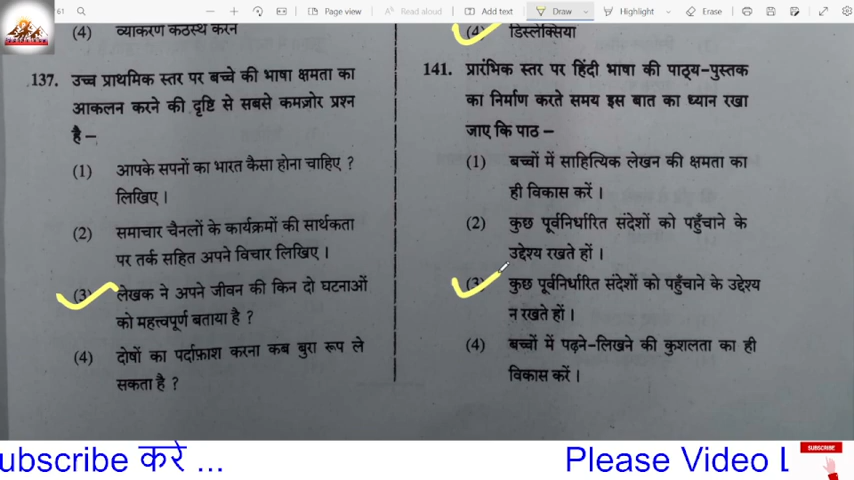 61
Page view
Read aloud
Add text
Draw
Highlight
Erase
(4) व्याकरण कंठस्थ करने
137. उच्च प्राथमिक स्तर पर बच्चे की भाषा क्षमता का
आकलन करने की दृष्टि से सबसे कमज़ोर प्रश्न
है –
(1) आपके सपनों का भारत कैसा होना चाहिए ?
लिखिए ।
(2) समाचार चैनलों के कार्यक्रमों की सार्थकता
पर तर्क सहित अपने विचार लिखिए ।
(3) लेखक ने अपने जीवन की किन दो घटनाओं
को महत्त्वपूर्ण बताया है ?
(4) दोषों का पर्दाफ़ाश करना कब बुरा रूप ले
सकता है ?
(4) डिस्लेक्सिया
141. प्रारंभिक स्तर पर हिंदी भाषा की पाठ्य-पुस्तक
का निर्माण करते समय इस बात का ध्यान रखा
जाए कि पाठ –
(1) बच्चों में साहित्यिक लेखन की क्षमता का
ही विकास करें ।
(2) कुछ पूर्वनिर्धारित संदेशों को पहुँचाने के
उद्देश्य रखते हों ।
(3) कुछ पूर्वनिर्धारित संदेशों को पहुँचाने के उद्देश्य
न रखते हों ।
(4) बच्चों में पढ़ने-लिखने की कुशलता का ही
विकास करें ।
ubscribe करे ... Please Video L
SUBSCRIBE